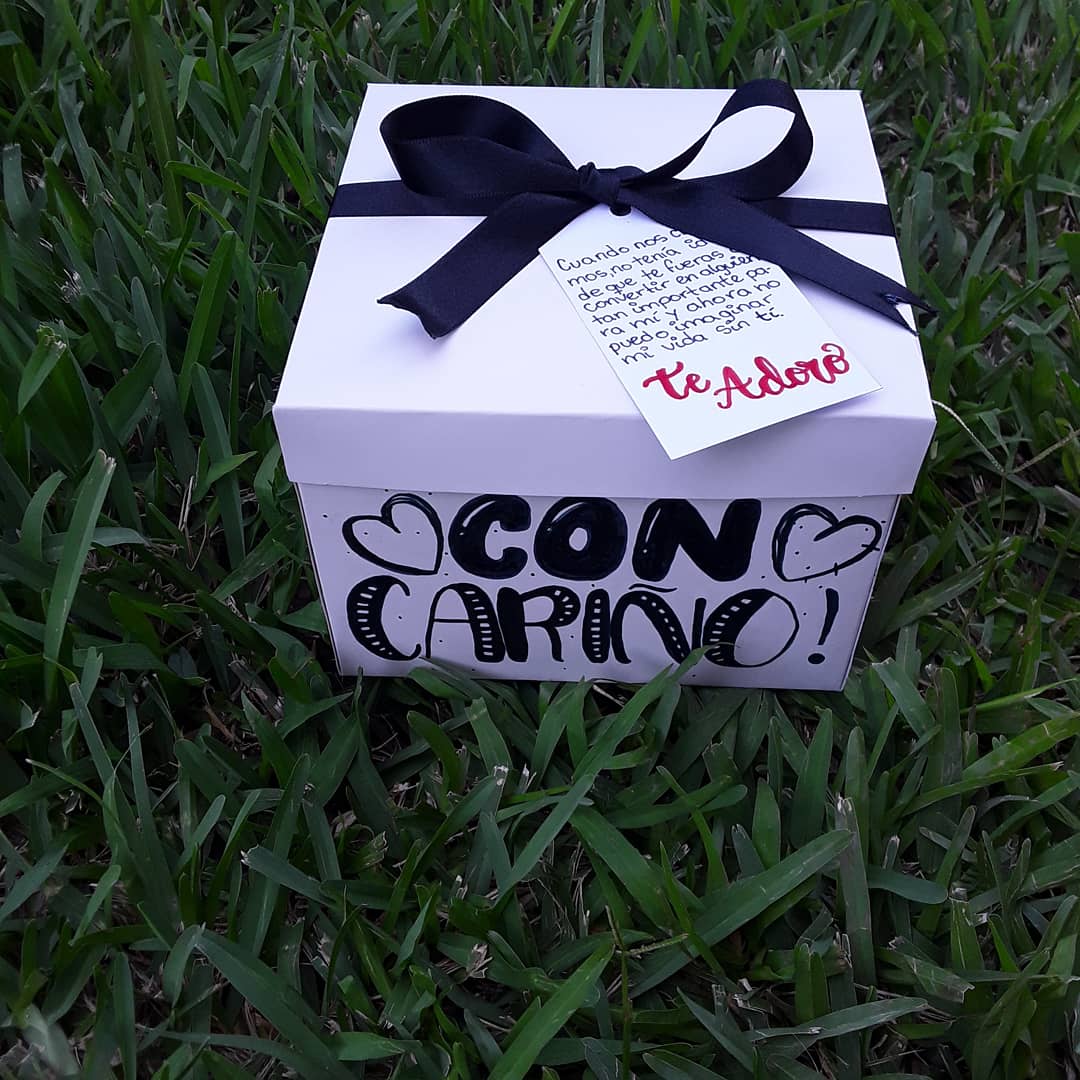 Cuando nos
mos, no tenía
de que te fueras
convertir en alguien
tan importante pa-
ra mí y ahora no
puedo imaginar
mi vida sin tí.
Te Adoro
CON
CARIÑO!